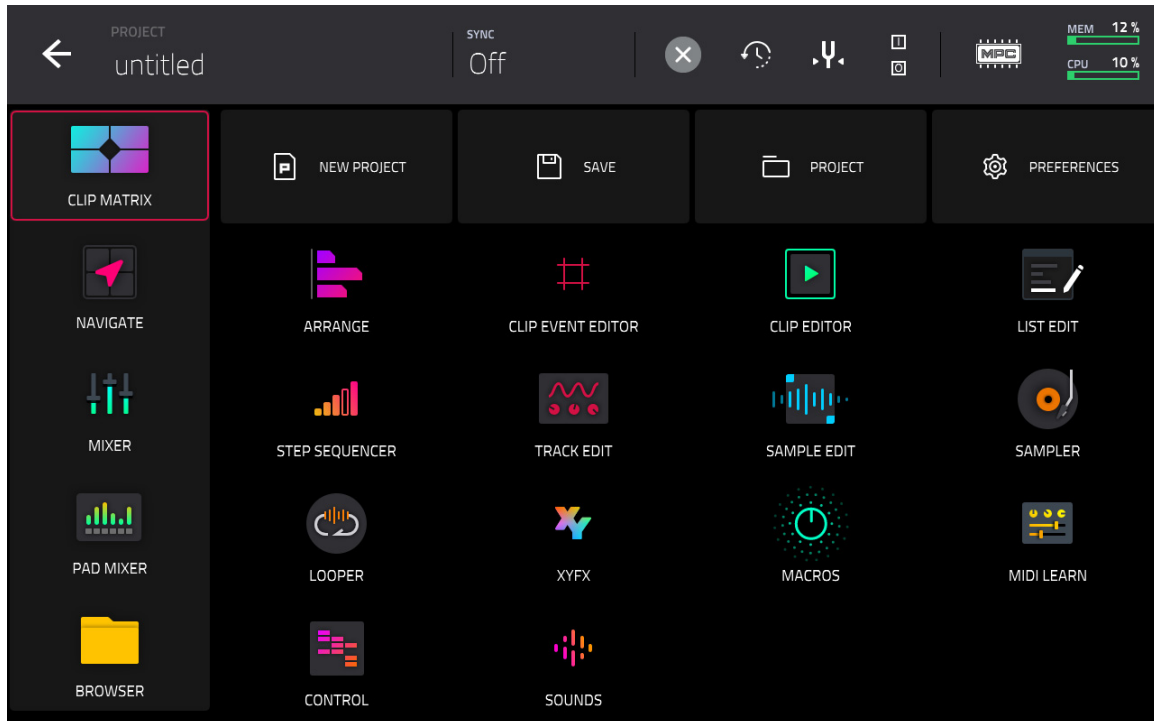 PROJECT
untitled
SYNC
Off
I
O
MPC
MEM 12 %
CPU 10 %
CLIP MATRIX
P NEW PROJECT
SAVE
PROJECT
PREFERENCES
NAVIGATE
ARRANGE
CLIP EVENT EDITOR
CLIP EDITOR
LIST EDIT
MIXER
STEP SEQUENCER
TRACK EDIT
SAMPLE EDIT
SAMPLER
PAD MIXER
LOOPER
XY
XYFX
MACROS
MIDI LEARN
BROWSER
CONTROL
SOUNDS